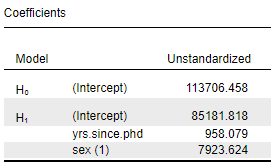 Coefficients
Model Unstandardized
H₀ (Intercept) 113706.458
H₁ (Intercept) 85181.818
yrs.since.phd 958.079
sex (1) 7923.624